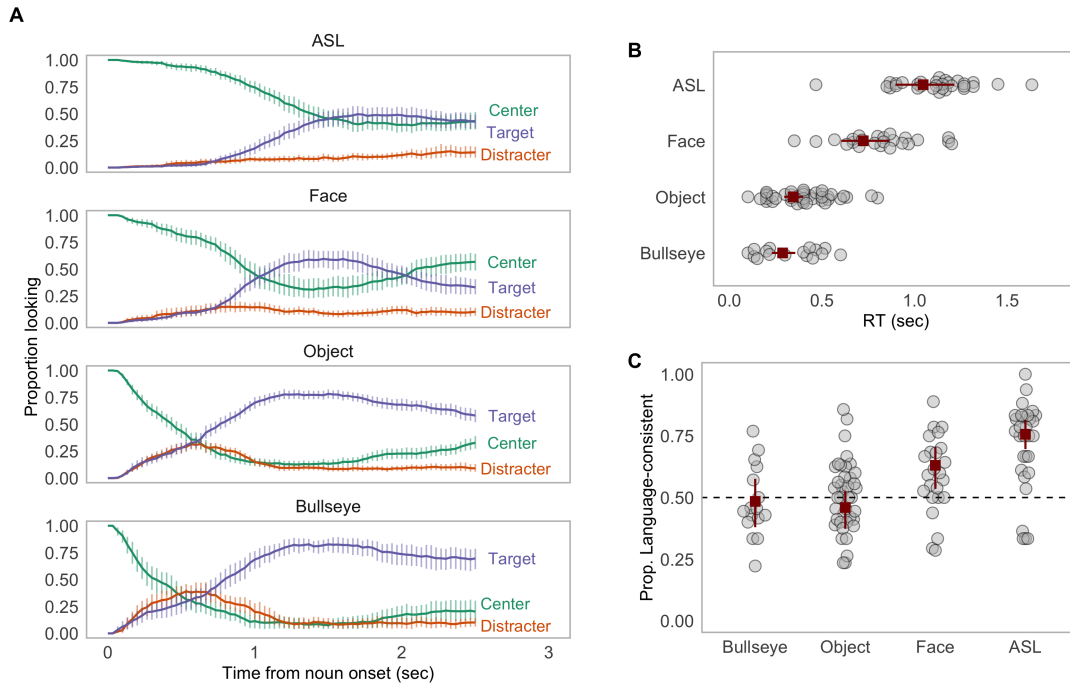 A
ASL
1.00
0.75
0.50
0.25
0.00
Center
Target
Distracter
Face
1.00
0.75
0.50
0.25
0.00
Center
Target
Distracter
Object
1.00
0.75
0.50
0.25
0.00
Target
Center
Distracter
Bullseye
1.00
0.75
0.50
0.25
0.00
Target
Center
Distracter
0 1 2 3
Time from noun onset (sec)
Proportion looking
B
ASL
Face
Object
Bullseye
0.0 0.5 1.0 1.5
RT (sec)
C
Prop. Language-consistent
1.00
0.75
0.50
0.25
0.00
Bullseye Object Face ASL